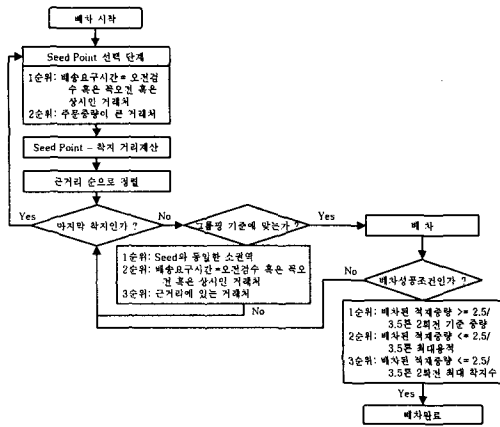 배차 시작
Seed Point 선택 단계
1순위: 배송요구시간 = 오전검
수 혹은 꼭오전 혹은
상시인 거래처
2순위: 주문중량이 큰 거래처
Seed Point - 착지 거리계산
근거리 순으로 정렬
Yes
마지막 착지인가 ?
No
그룹핑 기준에 맞는가 ?
Yes
배 차
1순위: Seed와 동일한 소권역
2순위: 배송요구시간=오전검수 혹은 꼭오
전 혹은 상시인 거래처
3순위: 근거리에 있는 거래처
No
No
배차성공조건인가 ?
1순위: 배차된 적재중량 >= 2.5/
3.5톤 2회전 기준 중량
2순위: 배차된 적재중량 <= 2.5/
3.5톤 최대용적
3순위: 배차된 적재중량 <= 2.5/
3.5톤 2회전 최대 착지수
Yes
배차완료